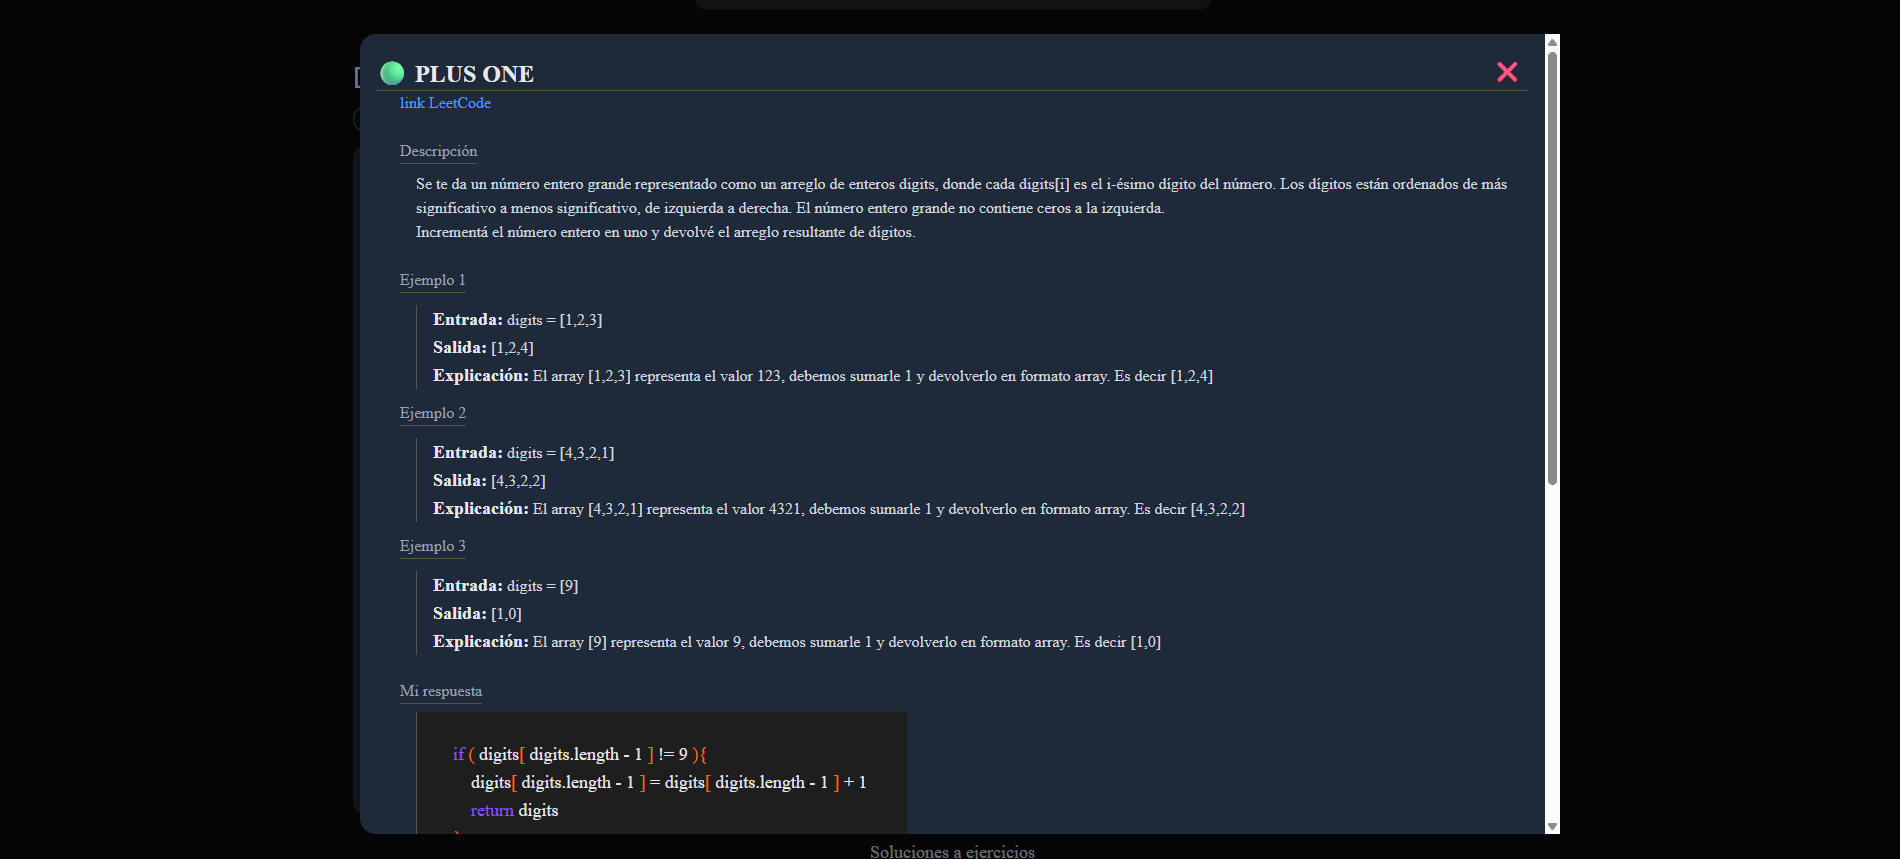 PLUS ONE
link LeetCode
Descripción
Se te da un número entero grande representado como un arreglo de enteros digits, donde cada digits[i] es el i-ésimo dígito del número. Los dígitos están ordenados de más
significativo a menos significativo, de izquierda a derecha. El número entero grande no contiene ceros a la izquierda.
Incrementá el número entero en uno y devolvé el arreglo resultante de dígitos.
Ejemplo 1
Entrada: digits = [1,2,3]
Salida: [1,2,4]
Explicación: El array [1,2,3] representa el valor 123, debemos sumarle 1 y devolverlo en formato array. Es decir [1,2,4]
Ejemplo 2
Entrada: digits = [4,3,2,1]
Salida: [4,3,2,2]
Explicación: El array [4,3,2,1] representa el valor 4321, debemos sumarle 1 y devolverlo en formato array. Es decir [4,3,2,2]
Ejemplo 3
Entrada: digits = [9]
Salida: [1,0]
Explicación: El array [9] representa el valor 9, debemos sumarle 1 y devolverlo en formato array. Es decir [1,0]
Mi respuesta
if ( digits[ digits.length - 1 ] != 9 ){
digits[ digits.length - 1 ] = digits[ digits.length - 1 ] + 1
return digits
Soluciones a ejercicios